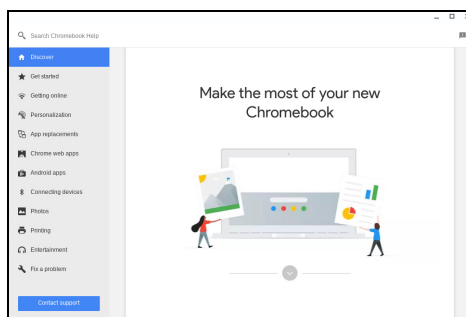 Search Chromebook Help
Discover
Get started
Getting online
Personalization
App replacements
Chrome web apps
Android apps
Connecting devices
Photos
Printing
Entertainment
Fix a problem
Contact support
Make the most of your new
Chromebook